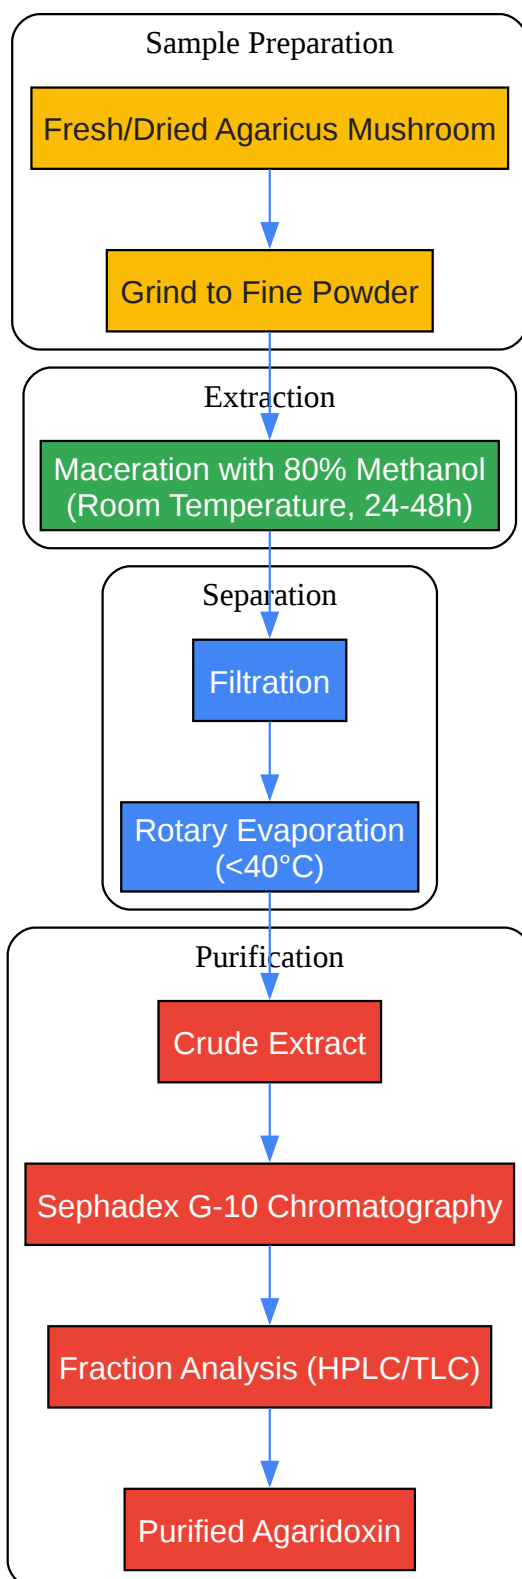 Sample Preparation
Fresh/Dried Agaricus Mushroom
Grind to Fine Powder
Extraction
Maceration with 80% Methanol
(Room Temperature, 24-48h)
Separation
Filtration
Rotary Evaporation
(<40°C)
Purification
Crude Extract
Sephadex G-10 Chromatography
Fraction Analysis (HPLC/TLC)
Purified Agaridoxin